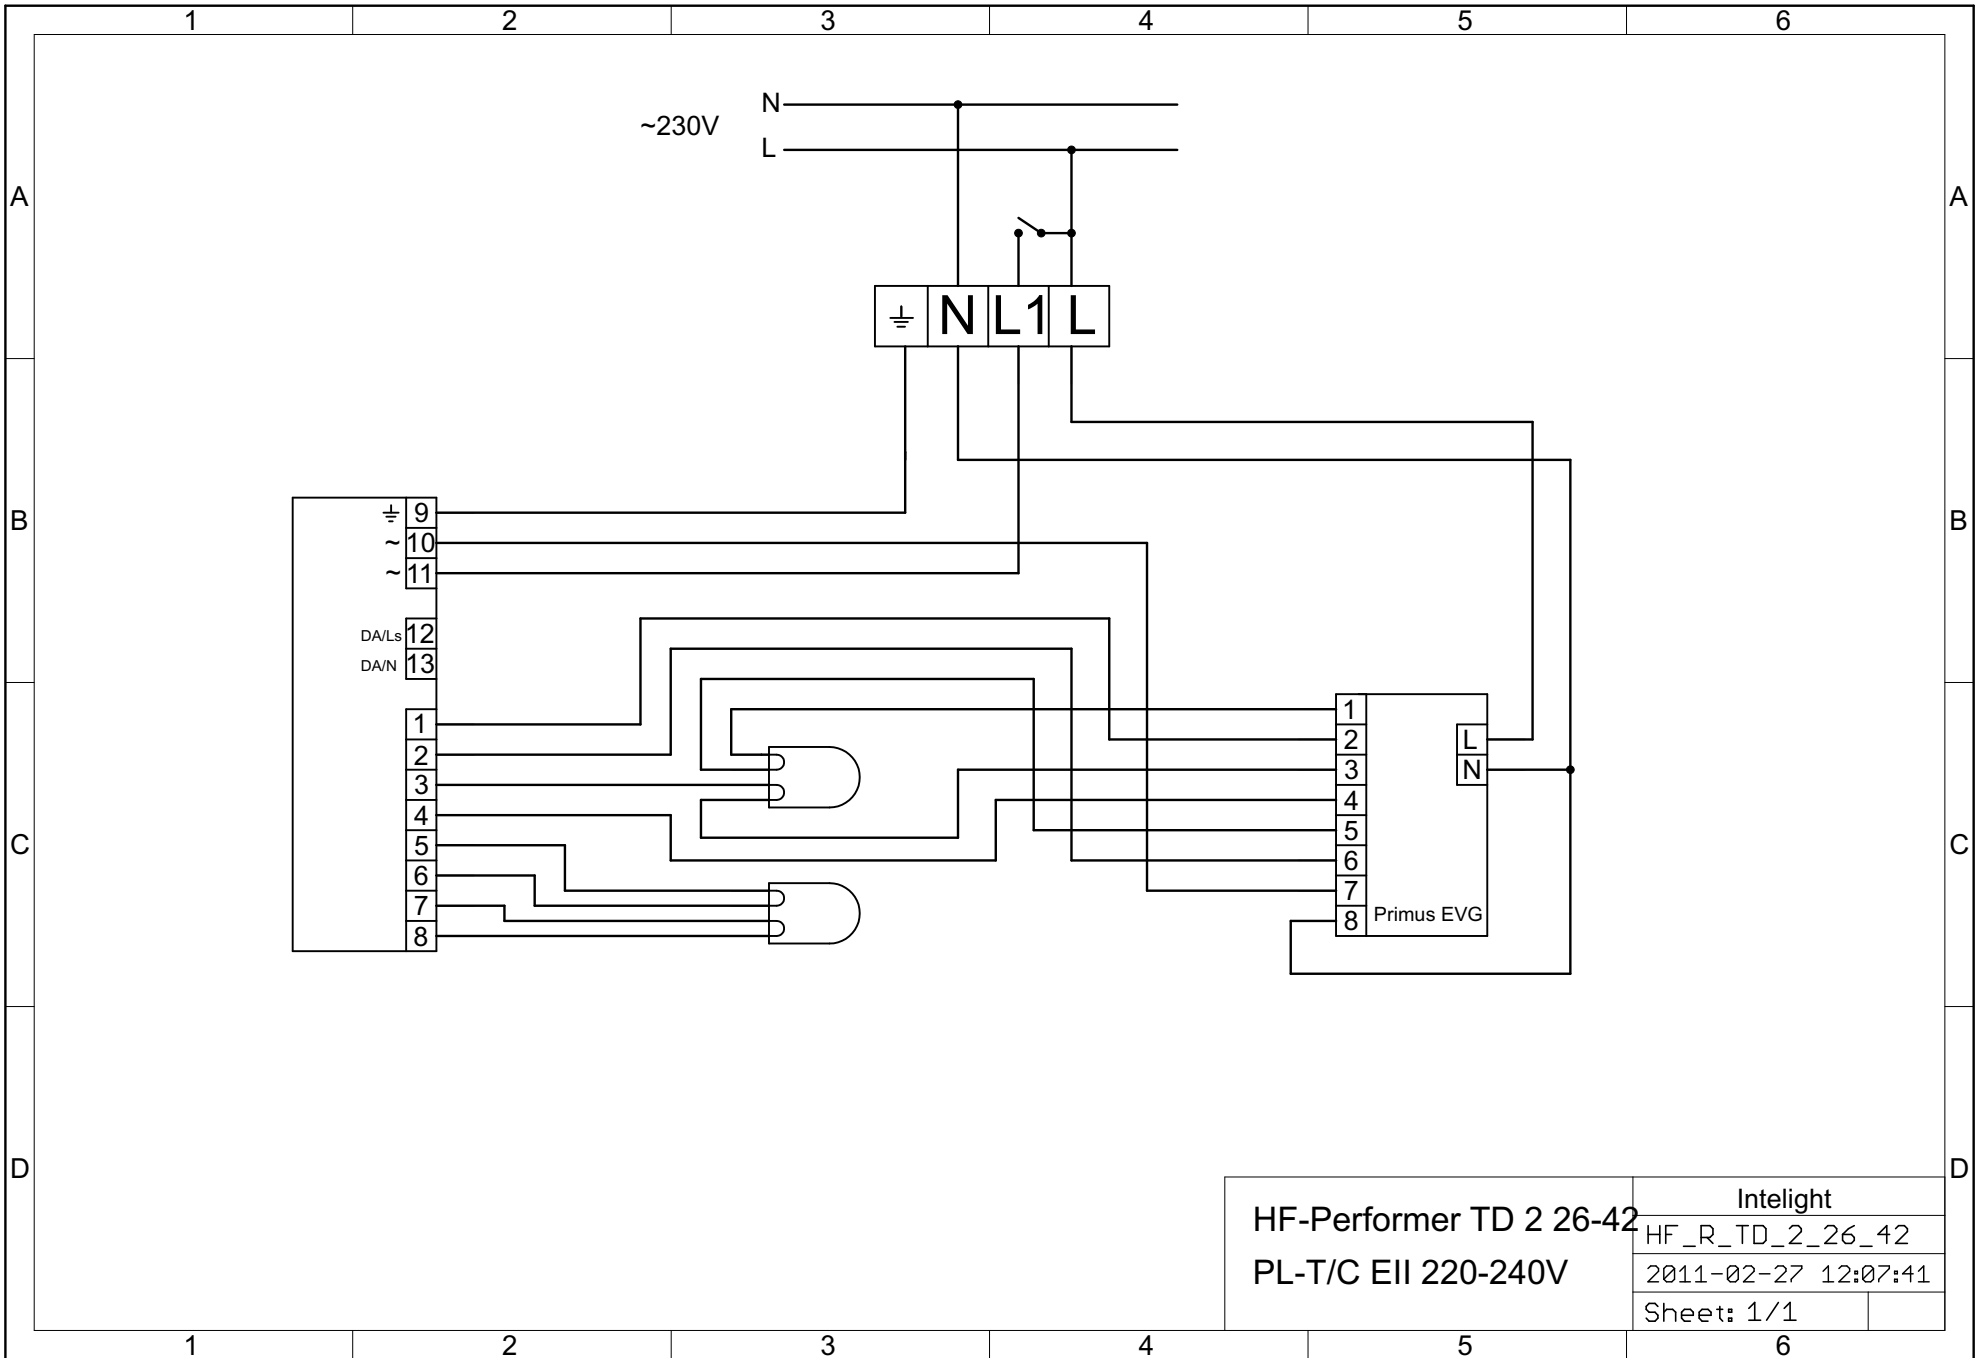 1 2 3 4 5 6
N
~230V
L
A A
N L1 L
B B
9
~ 10
~ 11
DA/Ls 12
DA/N 13
1
2
3
4
5
6
7
8
1
2
3
4
5
6
7
8
L
N
Primus EVG
C C
D D
HF-Performer TD 2 26-42
PL-T/C EII 220-240V
Intelight
HF_R_TD_2_26_42
2011-02-27 12:07:41
Sheet: 1/1
1 2 3 4 5 6